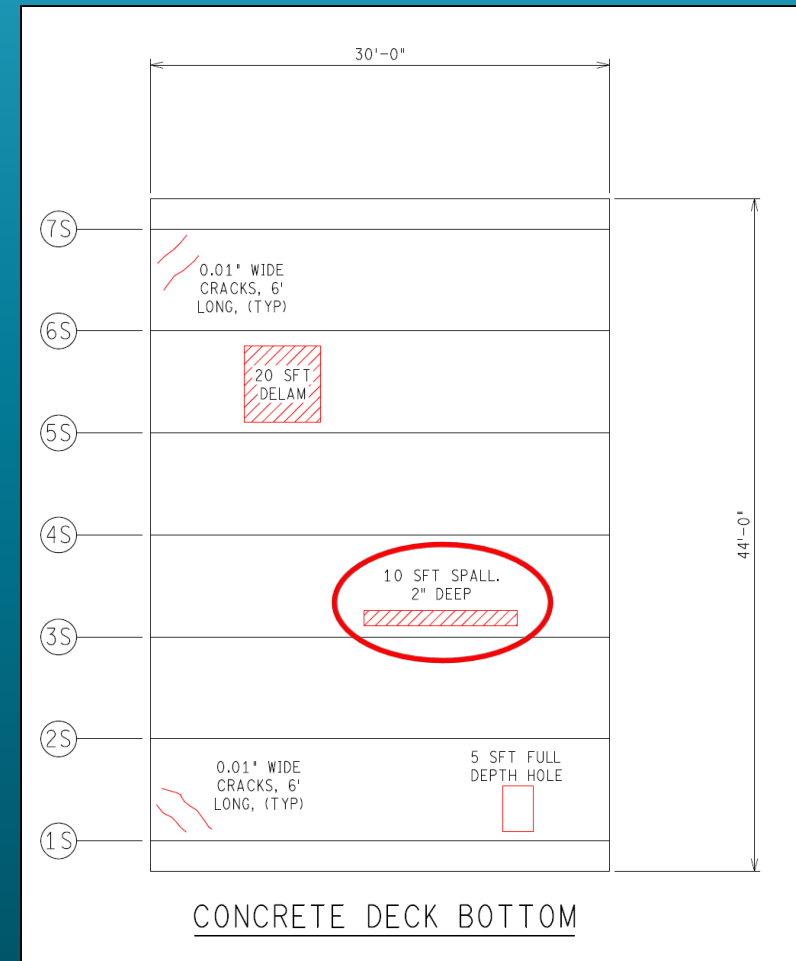 30'-0"
7S
0.01" WIDE
CRACKS, 6'
LONG, (TYP)
6S
20 SFT
DELAM
5S
4S
44'-0"
10 SFT SPALL.
2" DEEP
3S
2S
0.01" WIDE
CRACKS, 6'
LONG, (TYP)
5 SFT FULL
DEPTH HOLE
1S
CONCRETE DECK BOTTOM